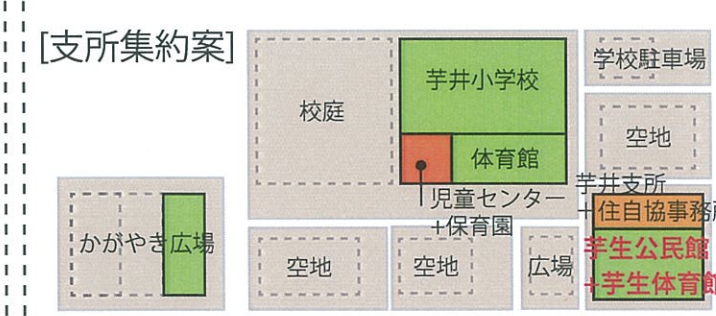 [支所集約案]
校庭
芋井小学校
体育館
児童センター
+保育園
学校駐車場
空地
芋井支所
+住自協事務所
芋生公民館
+芋生体育館
かがやき広場
空地
空地
広場